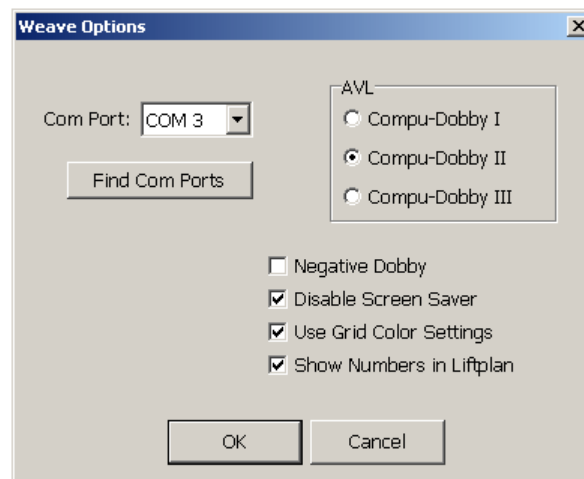 Weave Options
Com Port: COM 3
Find Com Ports
AVL
Compu-Dobby I
Compu-Dobby II
Compu-Dobby III
Negative Dobby
Disable Screen Saver
Use Grid Color Settings
Show Numbers in Liftplan
OK
Cancel